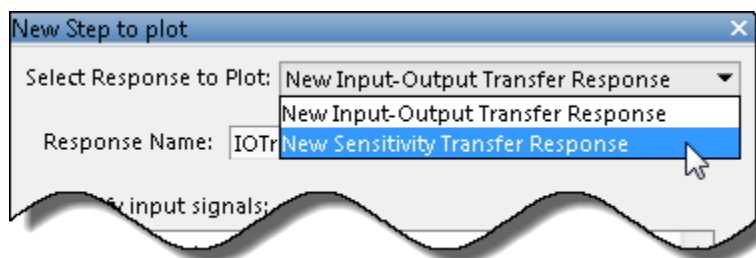 New Step to plot
Select Response to Plot: New Input-Output Transfer Response
New Input-Output Transfer Response
Response Name: IOTr
New Sensitivity Transfer Response
input signals: